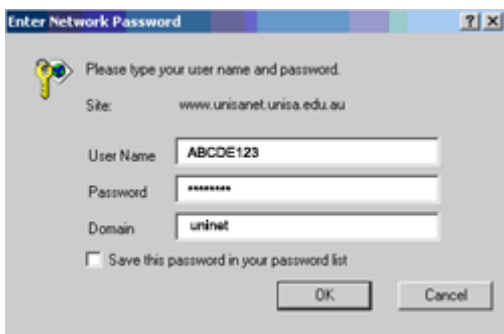 Enter Network Password
Please type your user name and password.
Site: www.unisanet.unisa.edu.au
User Name ABCDE123
Password ********
Domain uninet
Save this password in your password list
OK Cancel